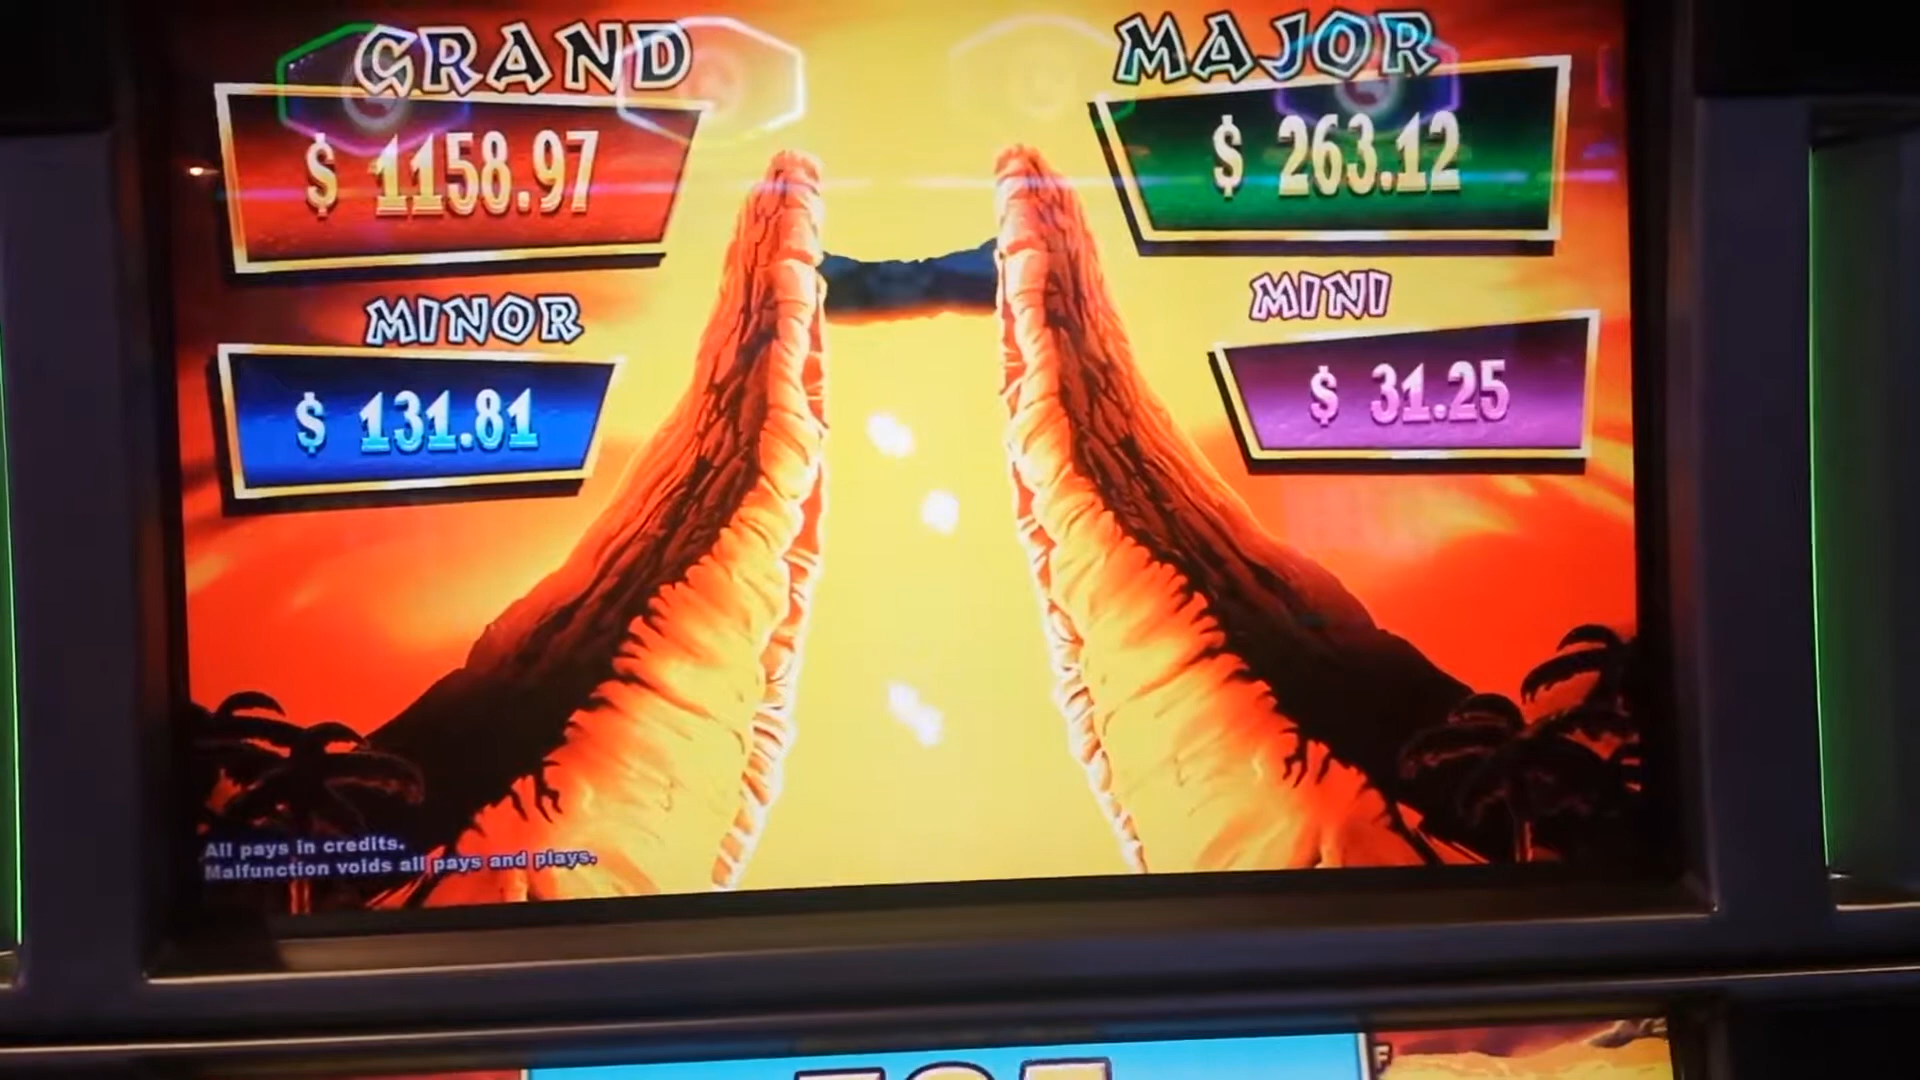 GRAND
$ 1158.97
MAJOR
$ 263.12
MINOR
$ 131.81
MINI
$ 31.25
All pays in credits.
Malfunction voids all pays and plays.
F